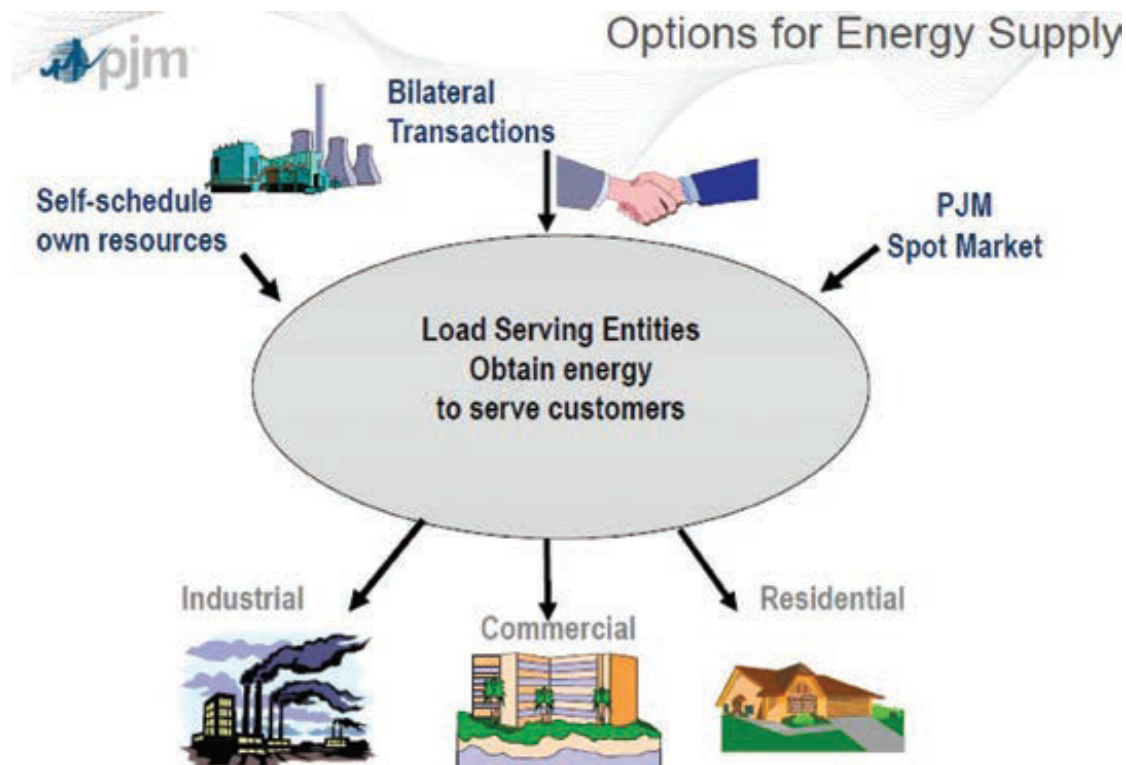 pjm
Options for Energy Supply
Bilateral
Transactions
Self-schedule
own resources
PJM
Spot Market
Load Serving Entities
Obtain energy
to serve customers
Industrial
Commercial
Residential